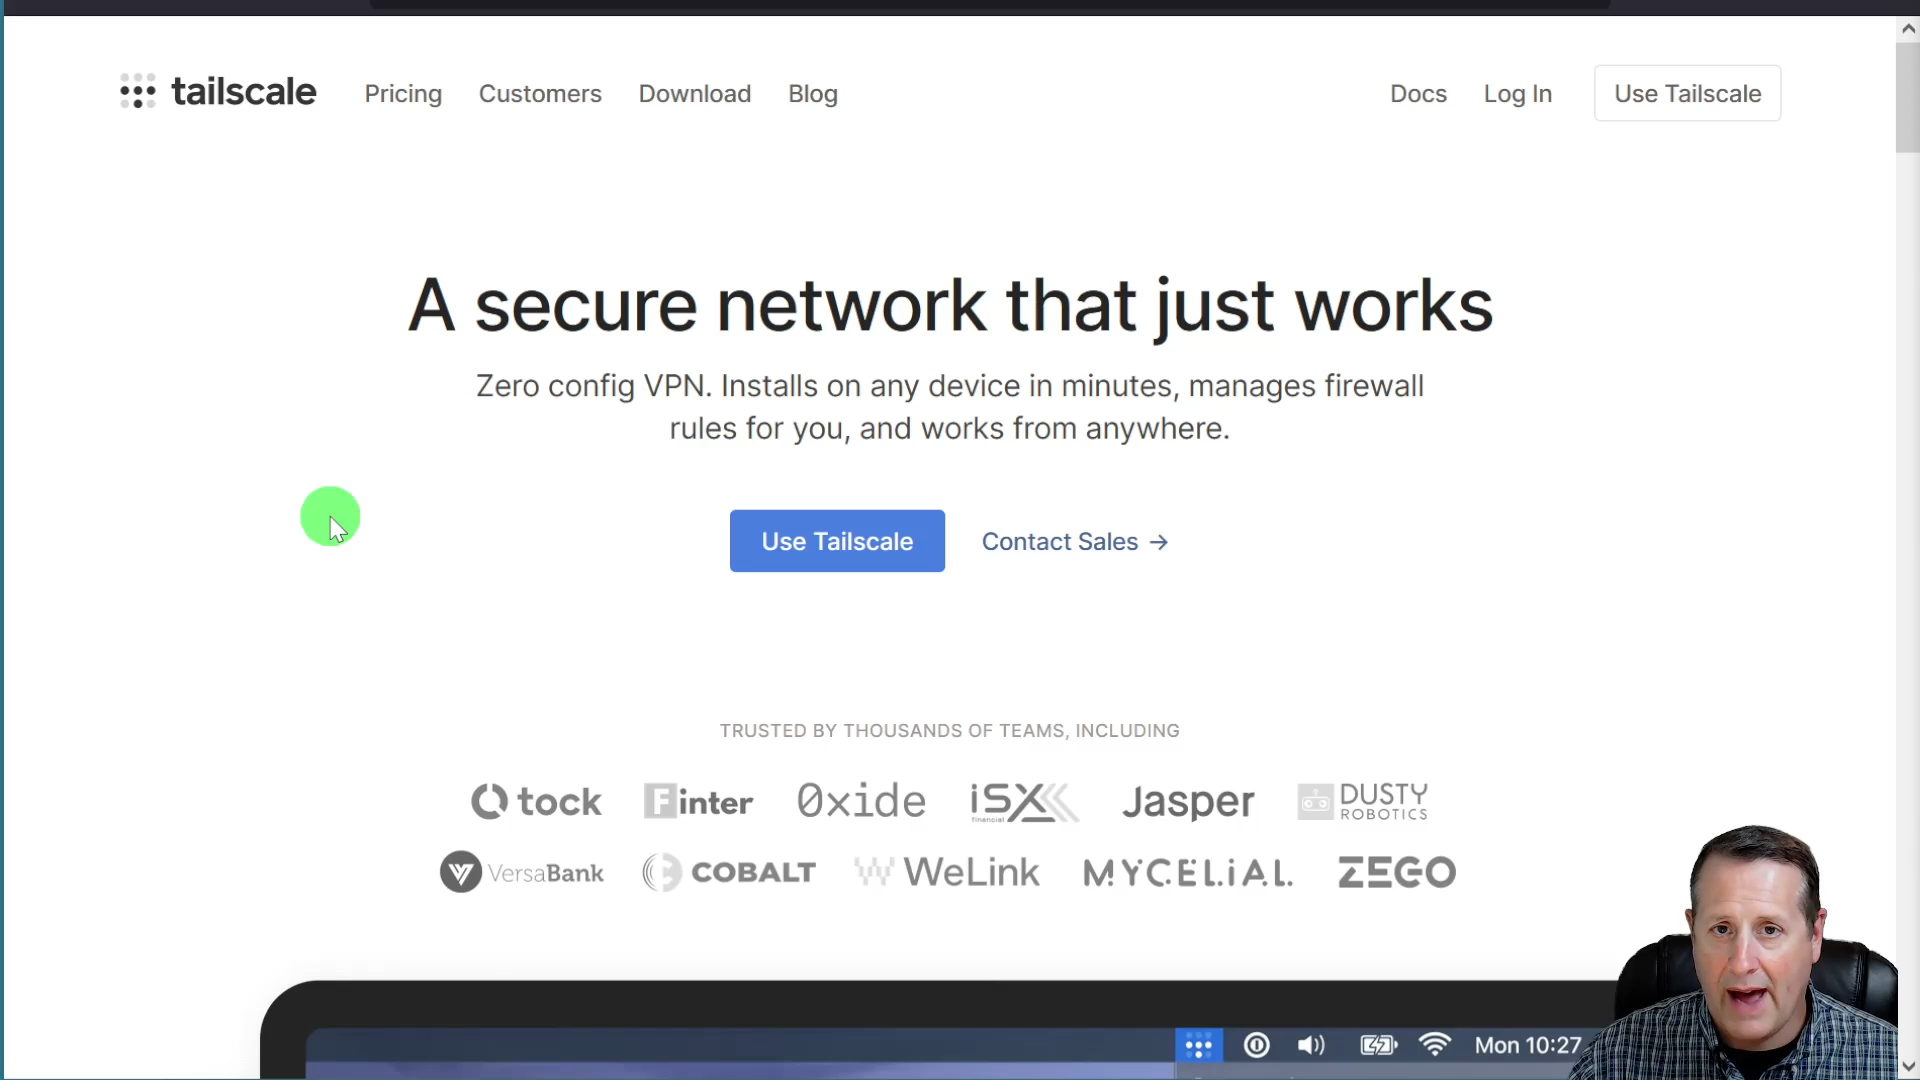 tailscale Pricing Customers Download Blog Docs Log In Use Tailscale
A secure network that just works
Zero config VPN. Installs on any device in minutes, manages firewall
rules for you, and works from anywhere.
Use Tailscale Contact Sales →
TRUSTED BY THOUSANDS OF TEAMS, INCLUDING
tock Finter 0xide iSX financial Jasper DUSTY ROBOTICS
VersaBank COBALT WeLink MYCELIAL ZEGO
Mon 10:27